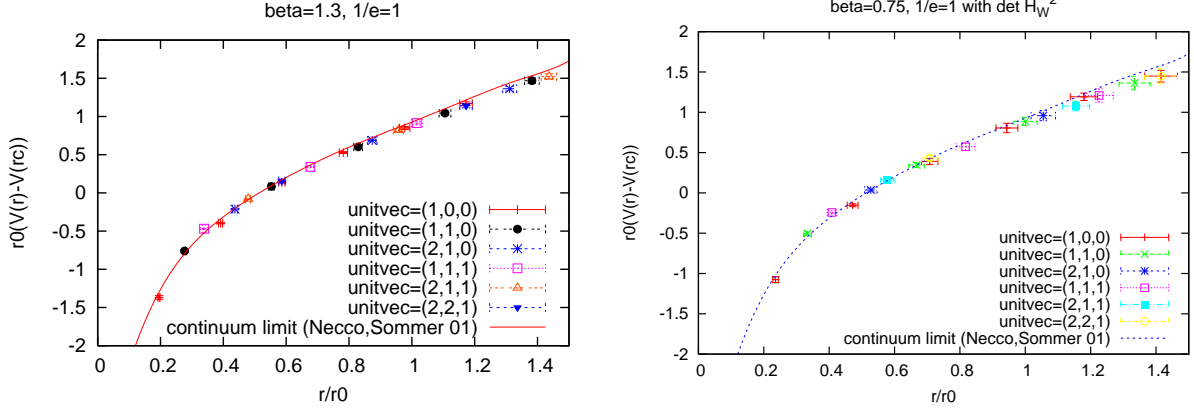 beta=1.3, 1/e=1
r0(V(r)-V(rc))
2
1.5
1
0.5
0
-0.5
-1
-1.5
-2
unitvec=(1,0,0)
unitvec=(1,1,0)
unitvec=(2,1,0)
unitvec=(1,1,1)
unitvec=(2,1,1)
unitvec=(2,2,1)
continuum limit (Necco,Sommer 01)
0 0.2 0.4 0.6 0.8 1 1.2 1.4
r/r0
beta=0.75, 1/e=1 with det H_W^2
r0(V(r)-V(rc))
2
1.5
1
0.5
0
-0.5
-1
-1.5
-2
unitvec=(1,0,0)
unitvec=(1,1,0)
unitvec=(2,1,0)
unitvec=(1,1,1)
unitvec=(2,1,1)
unitvec=(2,2,1)
continuum limit (Necco,Sommer 01)
0 0.2 0.4 0.6 0.8 1 1.2 1.4
r/r0